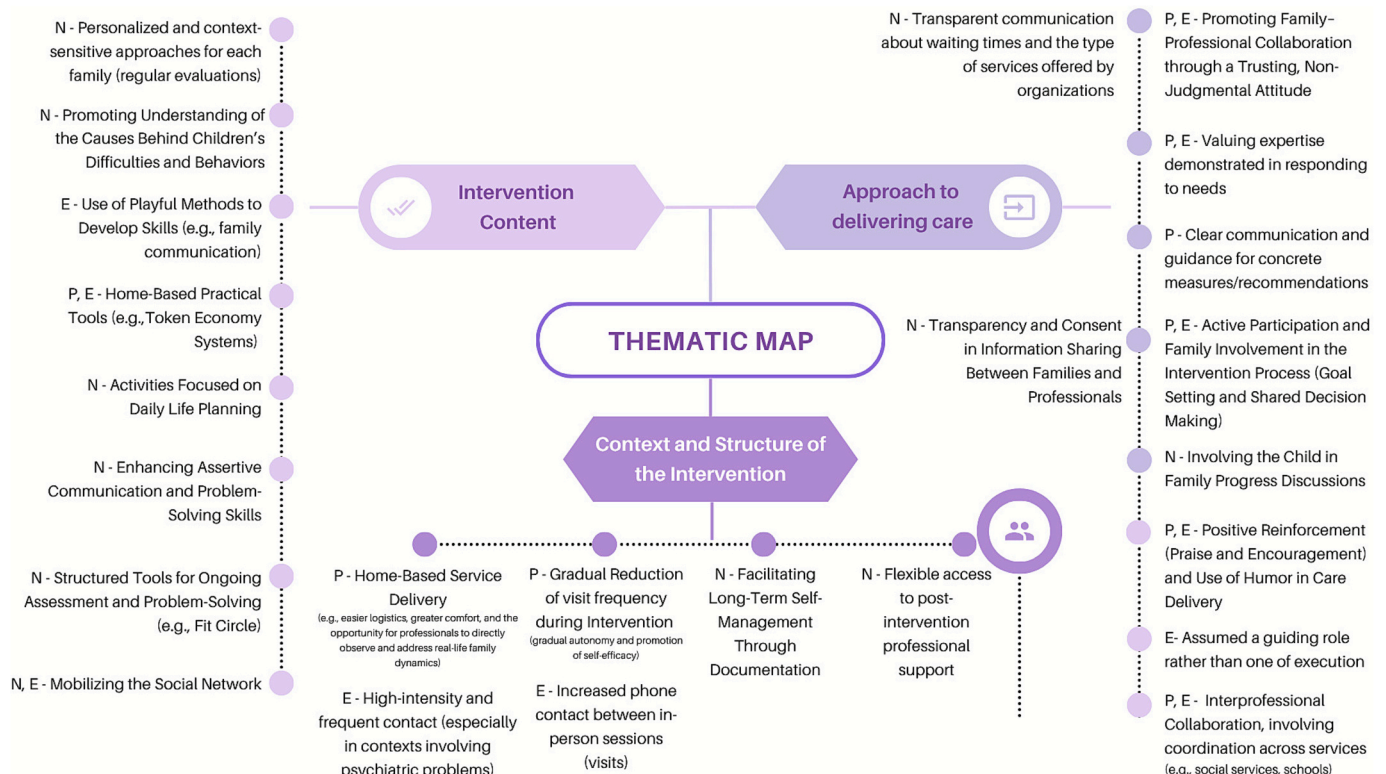 N - Personalized and context-
sensitive approaches for each
family (regular evaluations)
N - Promoting Understanding of
the Causes Behind Children’s
Difficulties and Behaviors
E - Use of Playful Methods to
Develop Skills (e.g., family
communication)
P, E - Home-Based Practical
Tools (e.g.,Token Economy
Systems)
N - Activities Focused on
Daily Life Planning
N - Enhancing Assertive
Communication and Problem-
Solving Skills
N - Structured Tools for Ongoing
Assessment and Problem-Solving
(e.g., Fit Circle)
N, E - Mobilizing the Social Network
Intervention
Content
Approach to
delivering care
THEMATIC MAP
Context and Structure of
the Intervention
P - Home-Based Service
Delivery
(e.g., easier logistics, greater comfort, and the
opportunity for professionals to directly
observe and address real-life family
dynamics)
E - High-intensity and
frequent contact (especially
in contexts involving
psychiatric problems)
P - Gradual Reduction
of visit frequency
during Intervention
(gradual autonomy and promotion
of self-efficacy)
E - Increased phone
contact between in-
person sessions
(visits)
N - Facilitating
Long-Term Self-
Management
Through
Documentation
N - Flexible access
to post-
intervention
professional
support
N - Transparent communication
about waiting times and the type
of services offered by
organizations
N - Transparency and Consent
in Information Sharing
Between Families and
Professionals
P, E - Promoting Family–
Professional Collaboration
through a Trusting, Non-
Judgmental Attitude
P, E - Valuing expertise
demonstrated in responding
to needs
P - Clear communication and
guidance for concrete
measures/recommendations
P, E - Active Participation and
Family Involvement in the
Intervention Process (Goal
Setting and Shared Decision
Making)
N - Involving the Child in
Family Progress Discussions
P, E - Positive Reinforcement
(Praise and Encouragement)
and Use of Humor in Care
Delivery
E- Assumed a guiding role
rather than one of execution
P, E - Interprofessional
Collaboration, involving
coordination across services
(e.g., social services, schools)